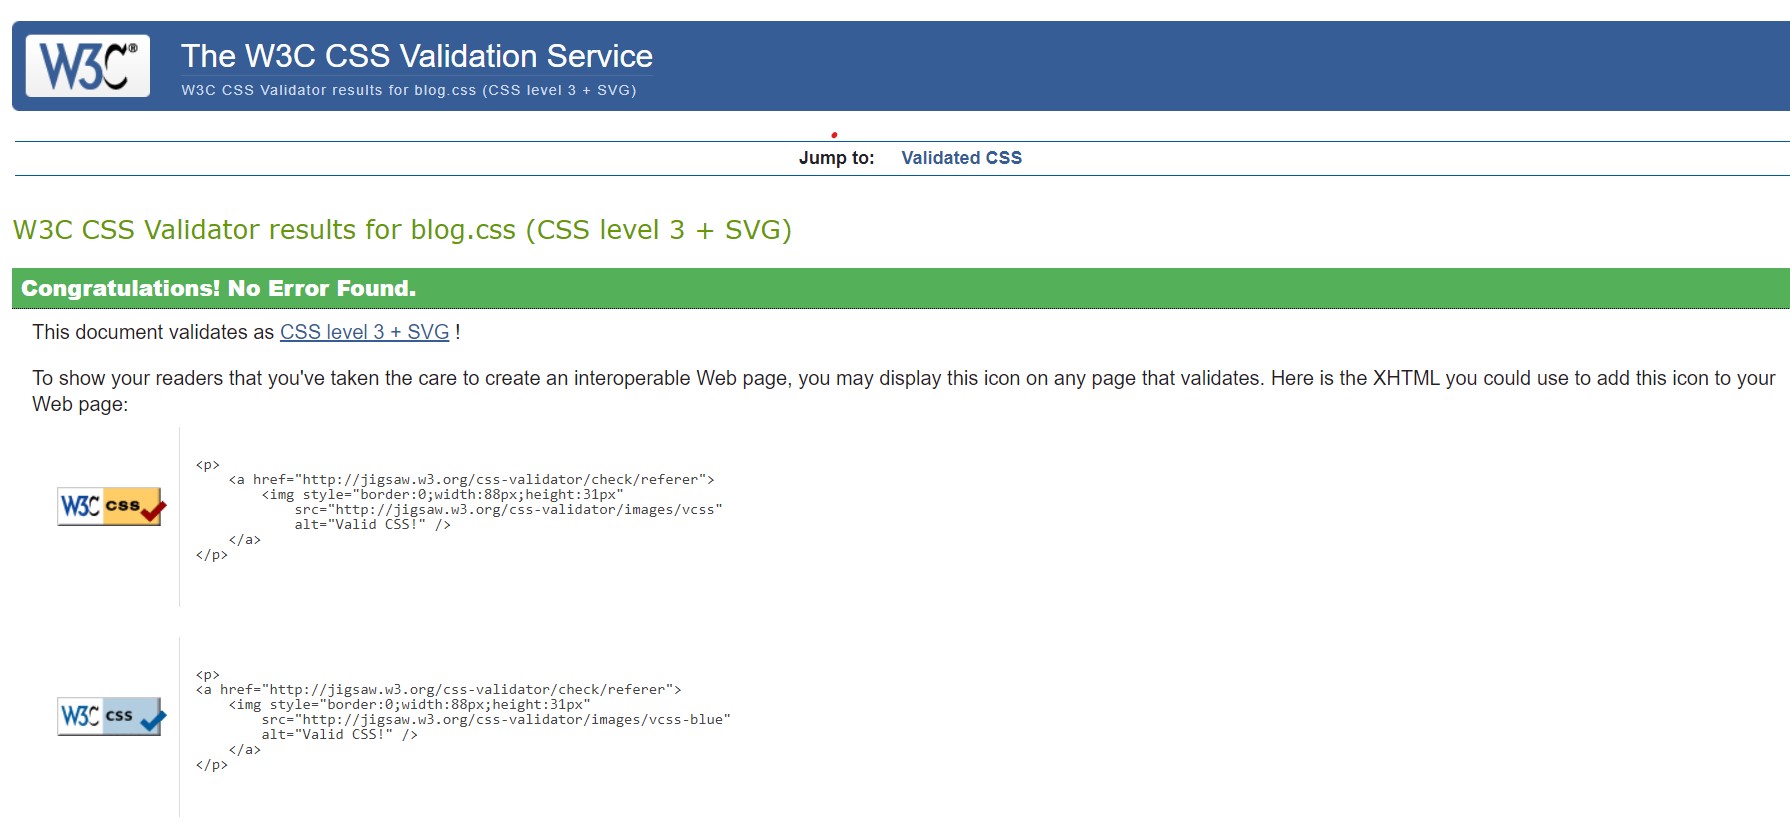 W3C®
The W3C CSS Validation Service
W3C CSS Validator results for blog.css (CSS level 3 + SVG)
Jump to: Validated CSS
W3C CSS Validator results for blog.css (CSS level 3 + SVG)
Congratulations! No Error Found.
This document validates as CSS level 3 + SVG !
To show your readers that you've taken the care to create an interoperable Web page, you may display this icon on any page that validates. Here is the XHTML you could use to add this icon to your
Web page:
W3C css
<p>
    <a href="http://jigsaw.w3.org/css-validator/check/referer">
        <img style="border:0;width:88px;height:31px"
            src="http://jigsaw.w3.org/css-validator/images/vcss"
            alt="Valid CSS!" />
    </a>
</p>
W3C css
<p>
<a href="http://jigsaw.w3.org/css-validator/check/referer">
    <img style="border:0;width:88px;height:31px"
        src="http://jigsaw.w3.org/css-validator/images/vcss-blue"
        alt="Valid CSS!" />
    </a>
</p>